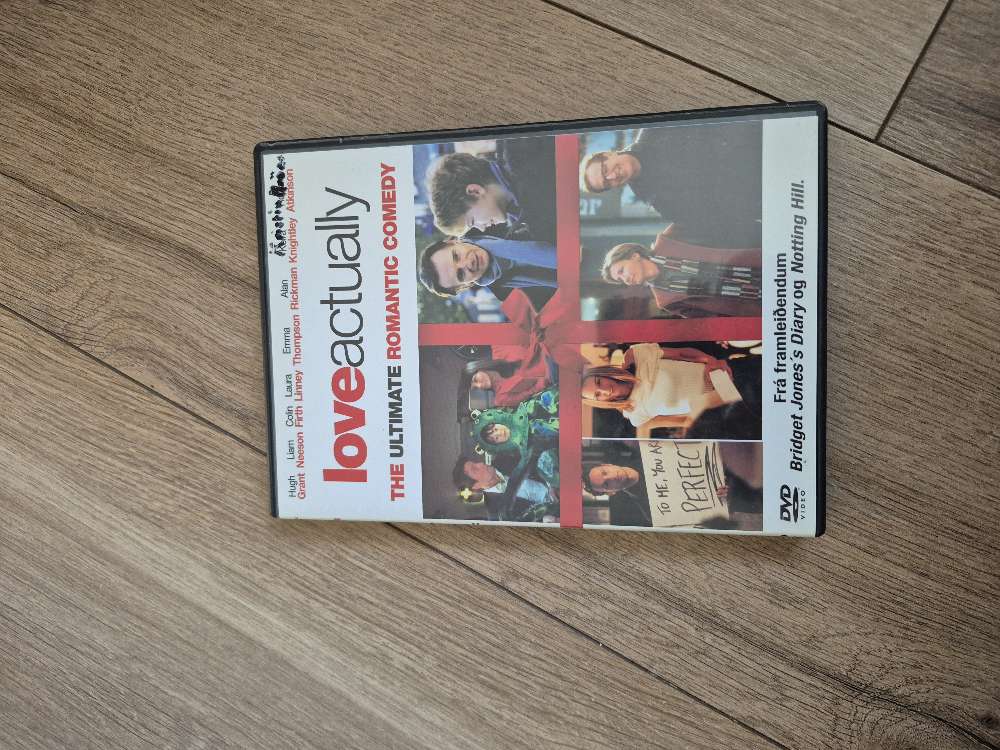 Hugh Liam Colin Laura Emma Alan Keira
Grant Neeson Firth Linney Thompson Rickman Knightley Atkinson
loveactually
THE ULTIMATE ROMANTIC COMEDY
TO ME, YOU ARE
PERFECT
DVD
VIDEO
Frá framleiðendum
Bridget Jones's Diary og Notting Hill.